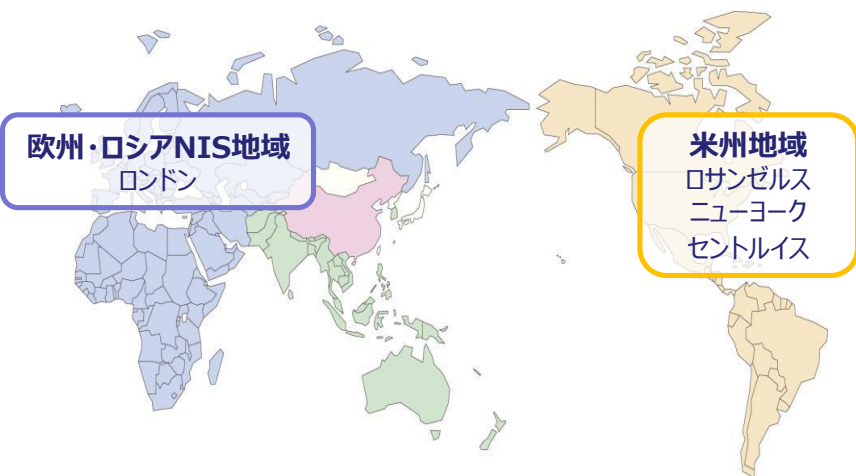 欧州・ロシアNIS地域
ロンドン
米州地域
ロサンゼルス
ニューヨーク
セントルイス